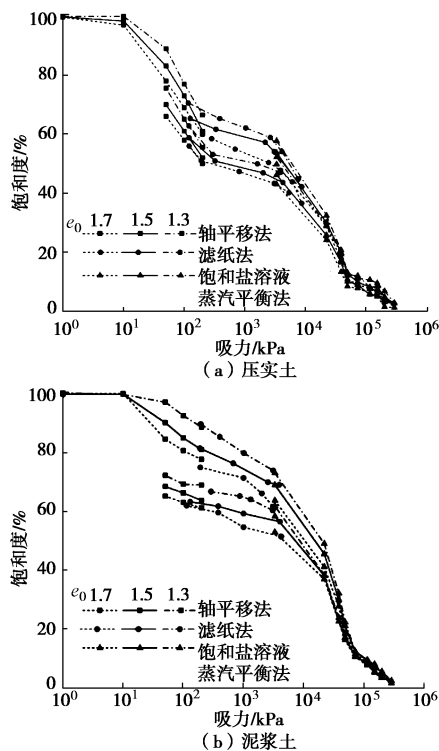 100
80
60
40
20
0
饱和度/%
e0 1.7 1.5 1.3
轴平移法
滤纸法
饱和盐溶液
蒸汽平衡法
10^0 10^1 10^2 10^3 10^4 10^5 10^6
吸力/kPa
(a) 压实土
100
80
60
40
20
0
饱和度/%
e0 1.7 1.5 1.3
轴平移法
滤纸法
饱和盐溶液
蒸汽平衡法
10^0 10^1 10^2 10^3 10^4 10^5 10^6
吸力/kPa
(b) 泥浆土